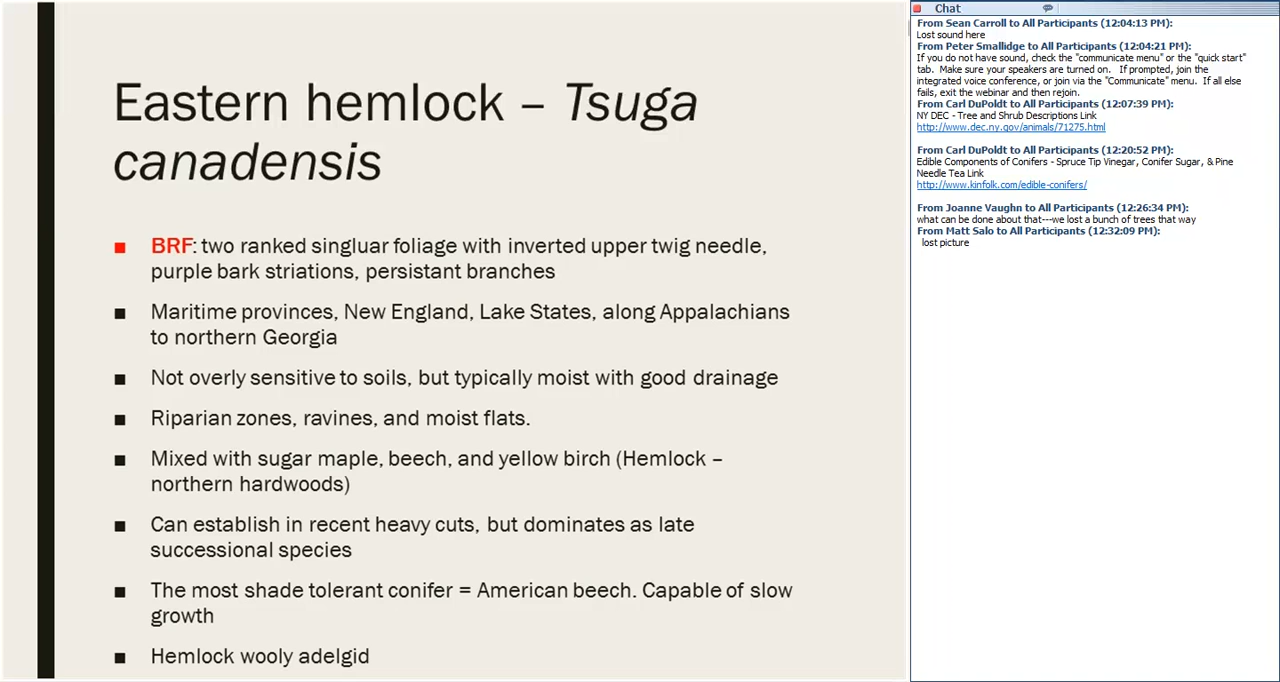 Eastern hemlock – Tsuga
canadensis
BRF: two ranked singluar foliage with inverted upper twig needle,
purple bark striations, persistant branches
Maritime provinces, New England, Lake States, along Appalachians
to northern Georgia
Not overly sensitive to soils, but typically moist with good drainage
Riparian zones, ravines, and moist flats.
Mixed with sugar maple, beech, and yellow birch (Hemlock –
northern hardwoods)
Can establish in recent heavy cuts, but dominates as late
successional species
The most shade tolerant conifer = American beech. Capable of slow
growth
Hemlock wooly adelgid
Chat
From Sean Carroll to All Participants (12:04:13 PM):
Lost sound here
From Peter Smallidge to All Participants (12:04:21 PM):
If you do not have sound, check the "communicate menu" or the "quick start"
tab. Make sure your speakers are turned on. If prompted, join the
integrated voice conference, or join via the "Communicate" menu. If all else
fails, exit the webinar and then rejoin.
From Carl DuPoldt to All Participants (12:07:39 PM):
NY DEC - Tree and Shrub Descriptions Link
http://www.dec.ny.gov/animals/71275.html
From Carl DuPoldt to All Participants (12:20:52 PM):
Edible Components of Conifers - Spruce Tip Vinegar, Conifer Sugar, & Pine
Needle Tea Link
http://www.kinfolk.com/edible-conifers/
From Joanne Vaughn to All Participants (12:26:34 PM):
what can be done about that---we lost a bunch of trees that way
From Matt Salo to All Participants (12:32:09 PM):
lost picture